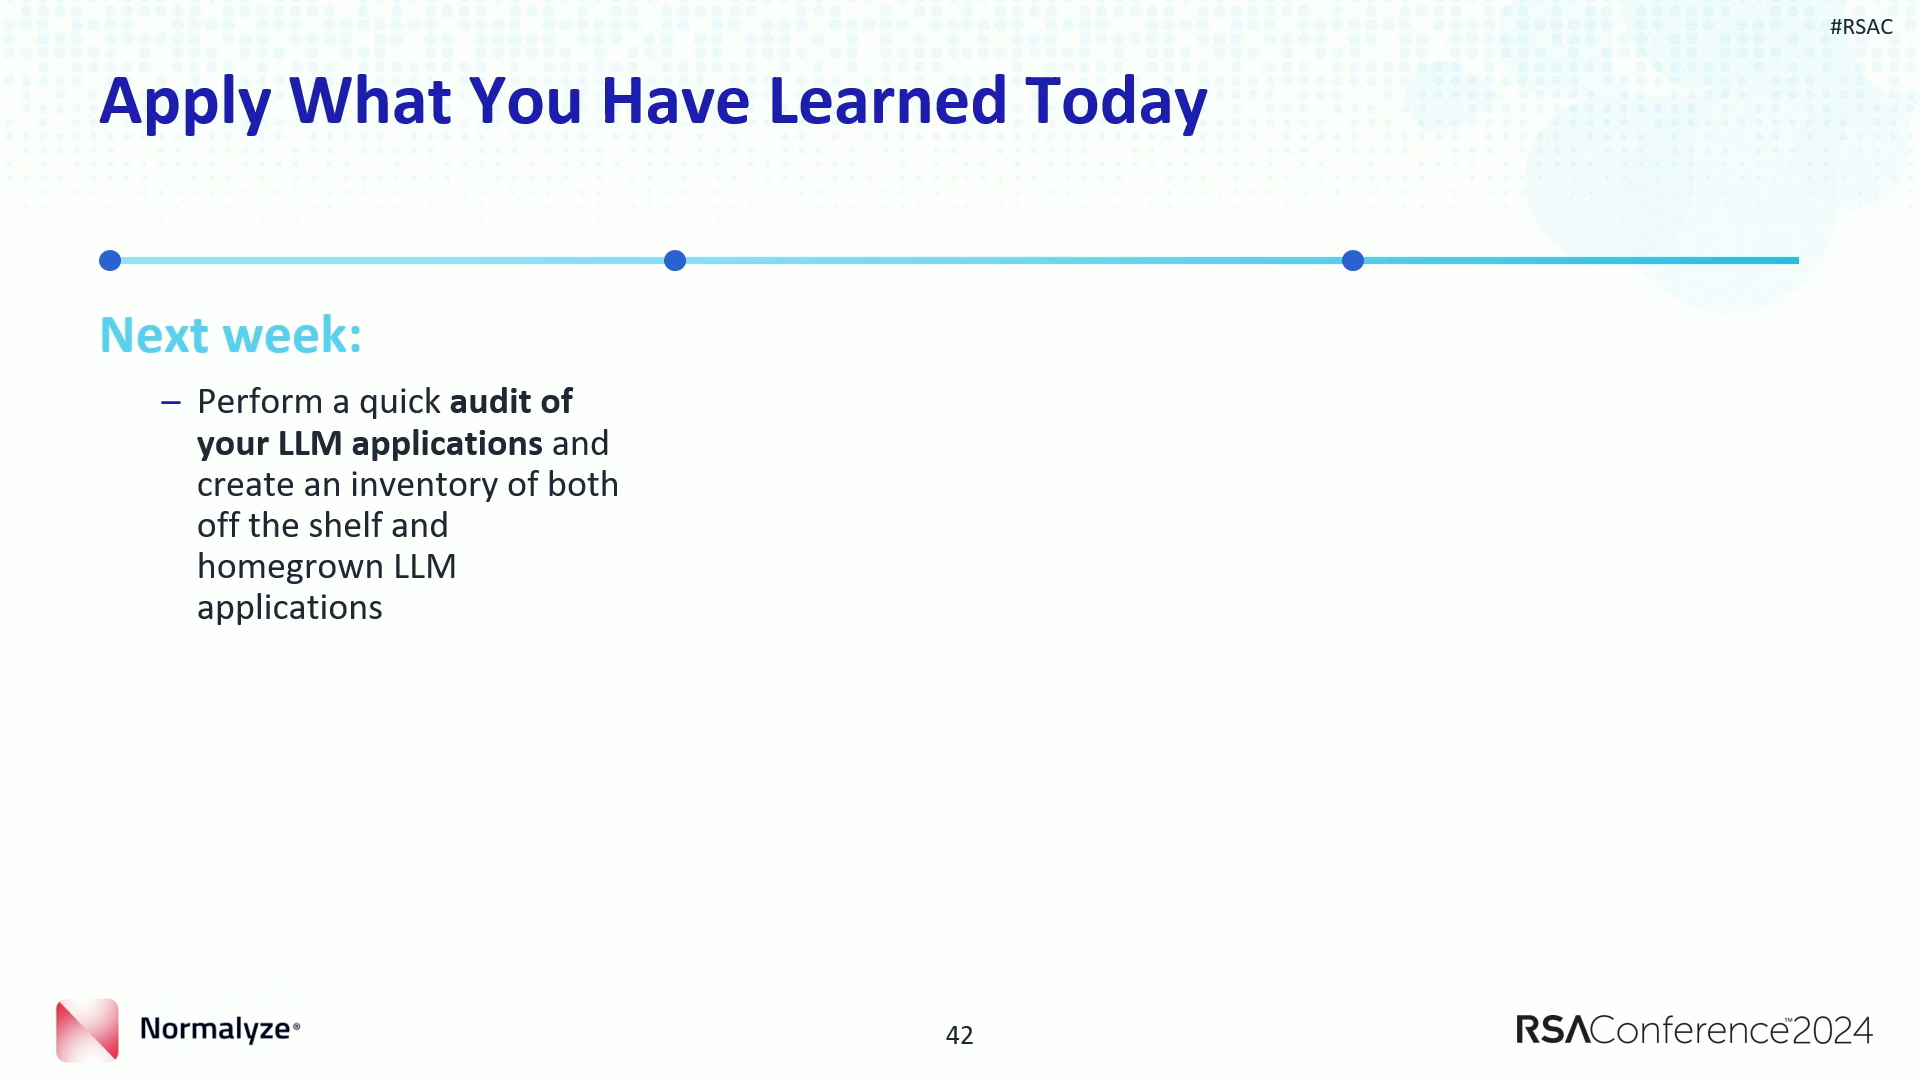 #RSAC
Apply What You Have Learned Today
Next week:
– Perform a quick audit of
your LLM applications and
create an inventory of both
off the shelf and
homegrown LLM
applications
Normalyze®
42
RSAConference™2024